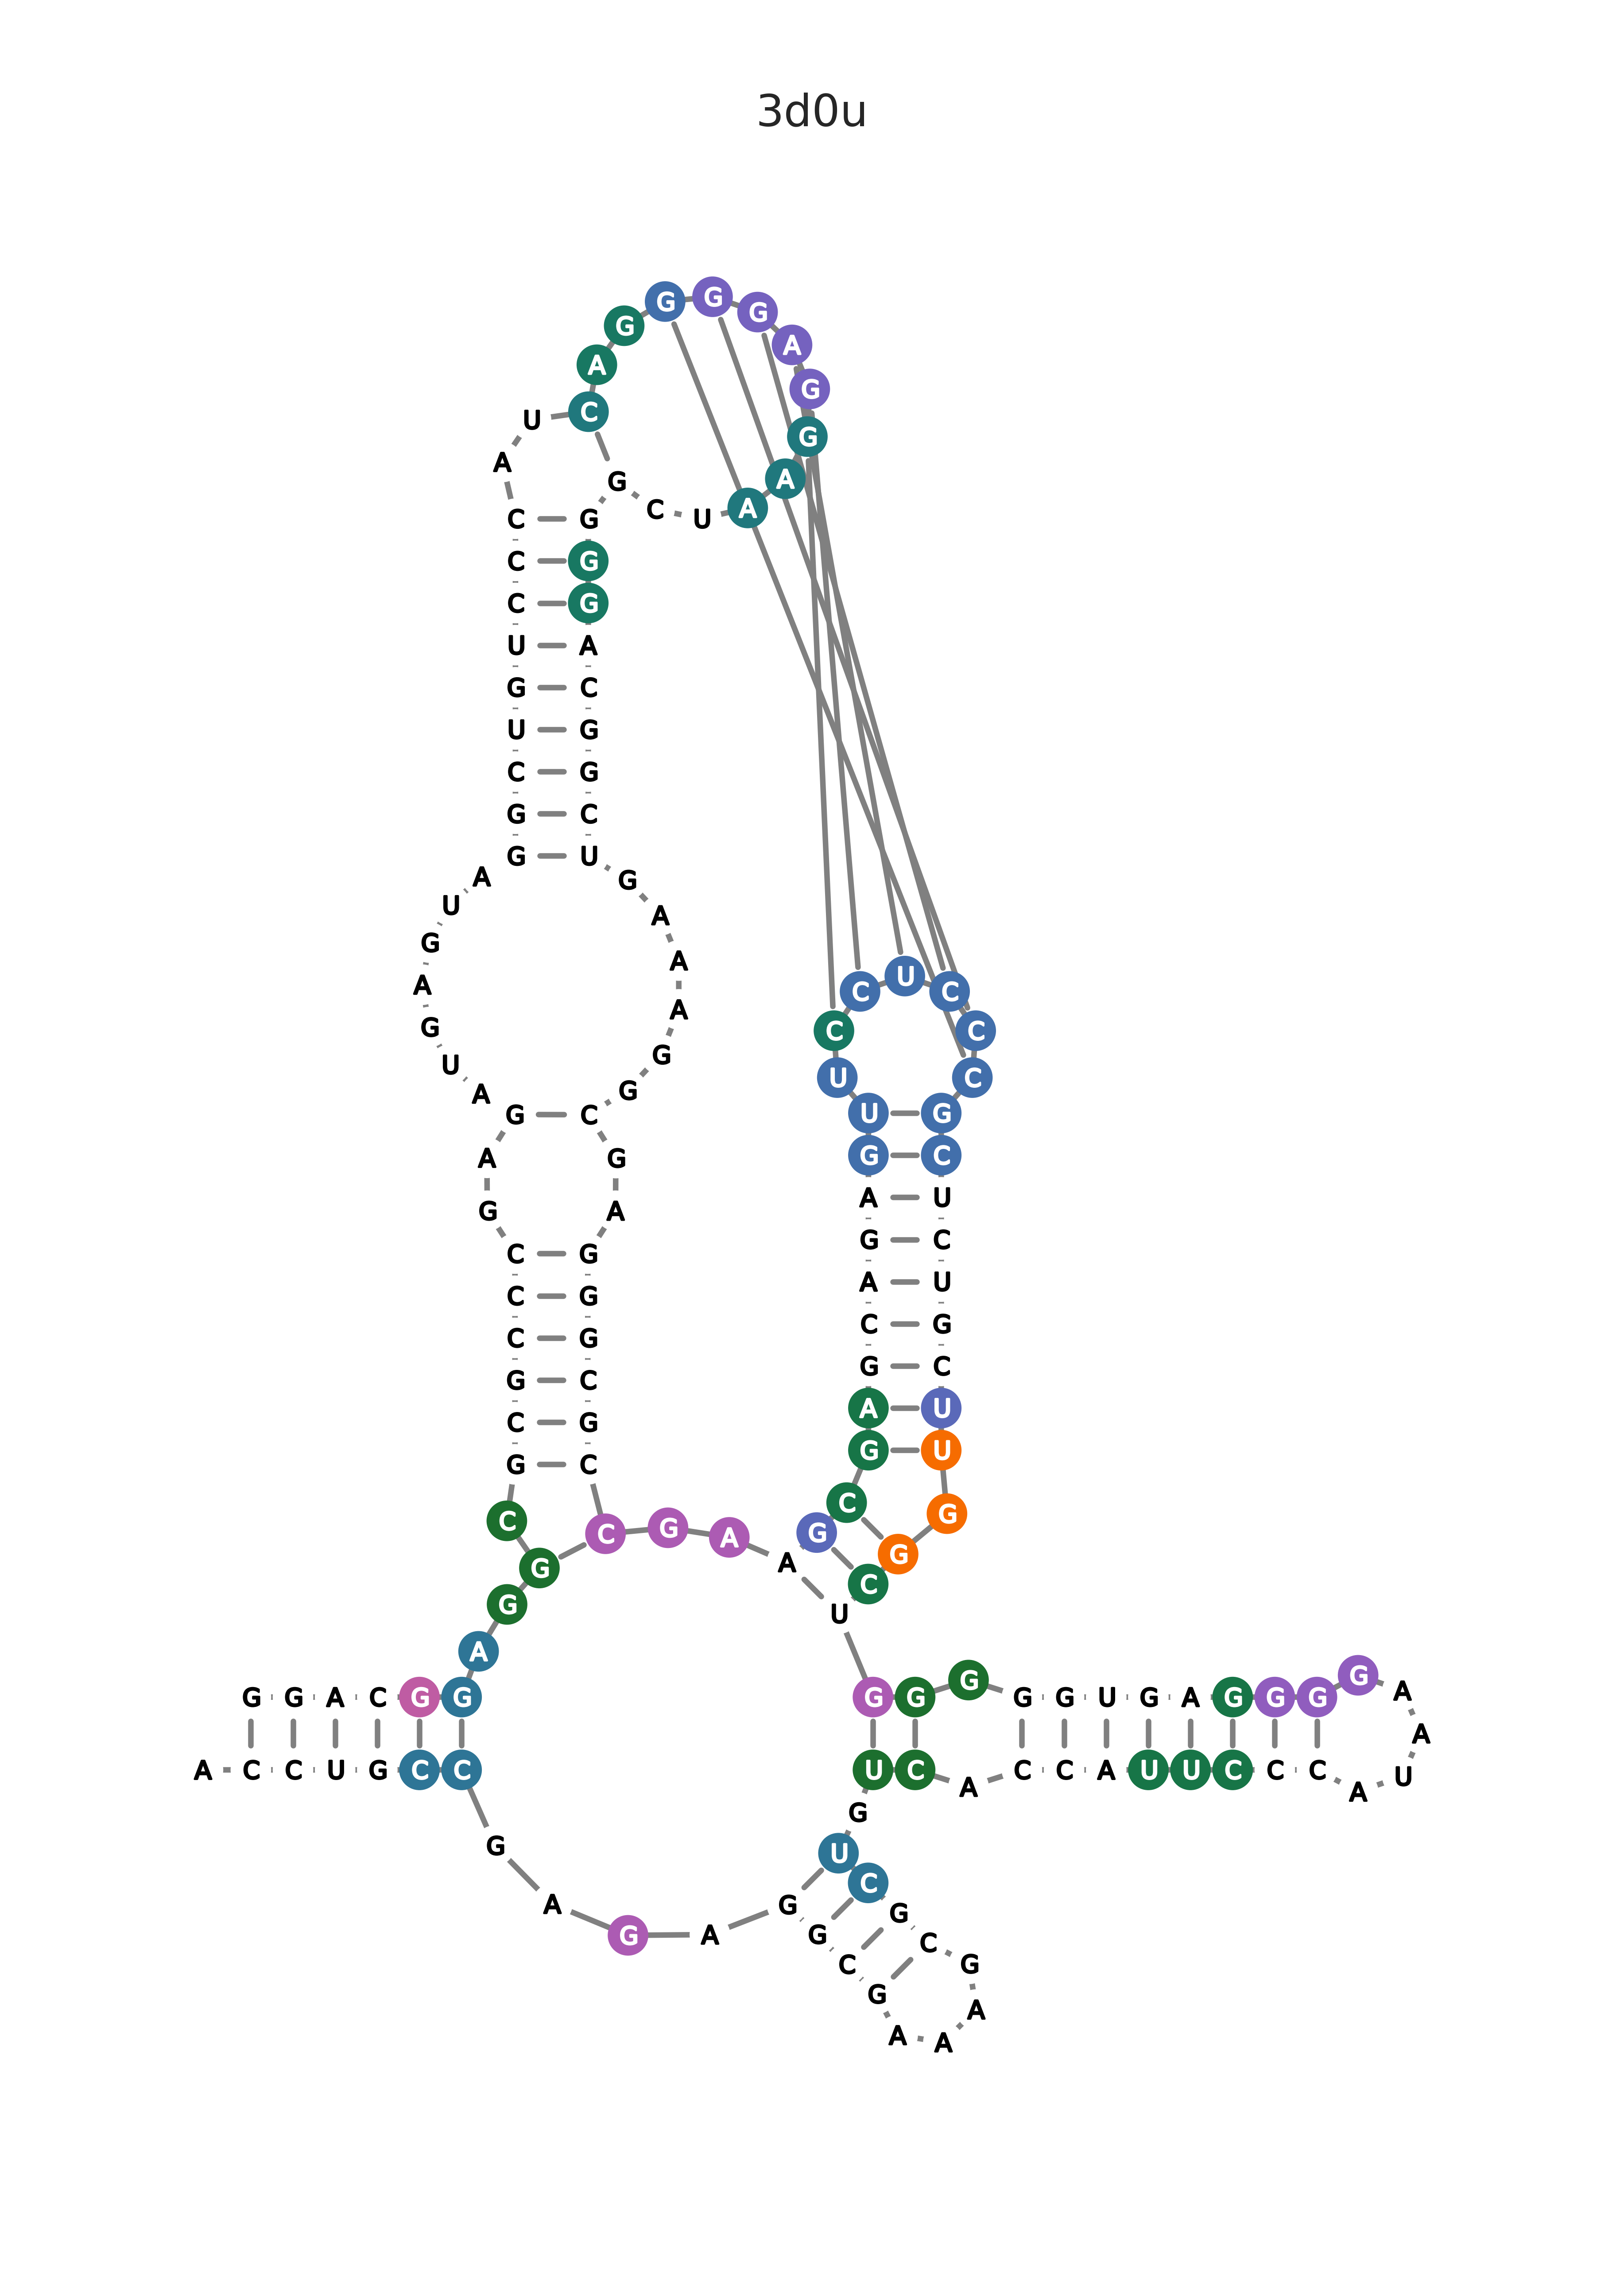 3d0u
G G G
A G A
A G
U C G
A G A
C G C U A
C G
C G
U A
G C
U G
C G
G C
G U
A G
U A
G A
A C U C
G A C C
U G U C
A G C U G
A G G C
G A A U
C G G C
C G A U
C G C G
G C G C
C G A U
G C G U
C C G A C G G
G A G
G U C
A G
G G A C G G G G G G G U G A G G G G A
A
A C C U G C C U C A C C A U U C C C A U
G G
G U C
A G A G G G C
C G
G A
A A